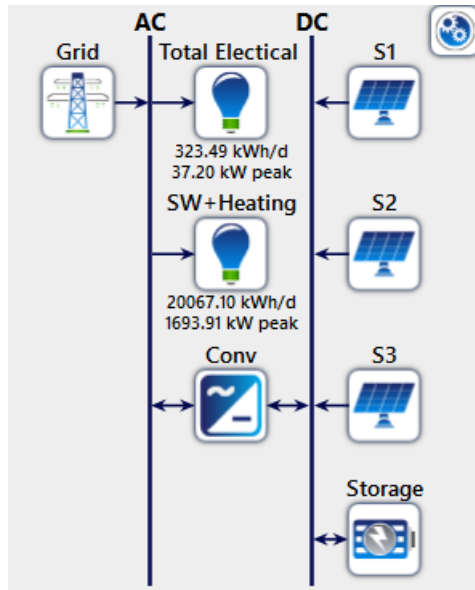 AC DC
Grid Total Electical S1
323.49 kWh/d
37.20 kW peak
SW+Heating S2
20067.10 kWh/d
1693.91 kW peak
Conv S3
Storage